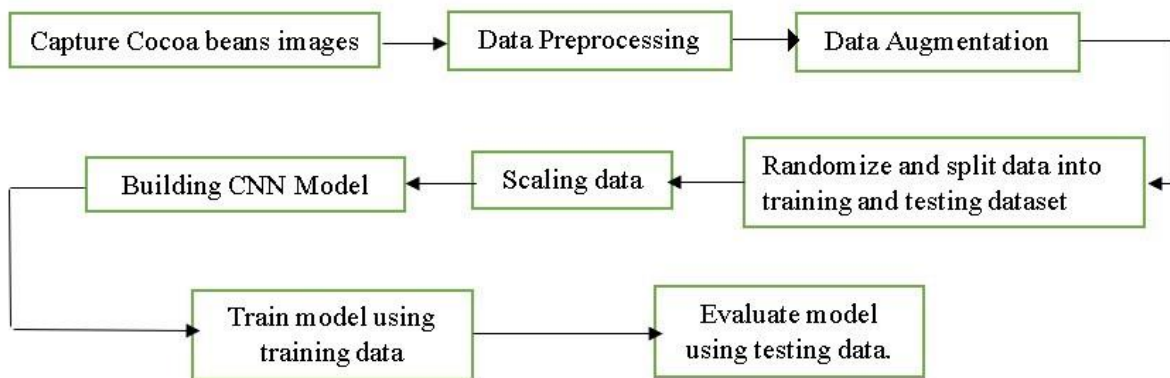 Capture Cocoa beans images
Data Preprocessing
Data Augmentation
Randomize and split data into
training and testing dataset
Scaling data
Building CNN Model
Train model using
training data
Evaluate model
using testing data.